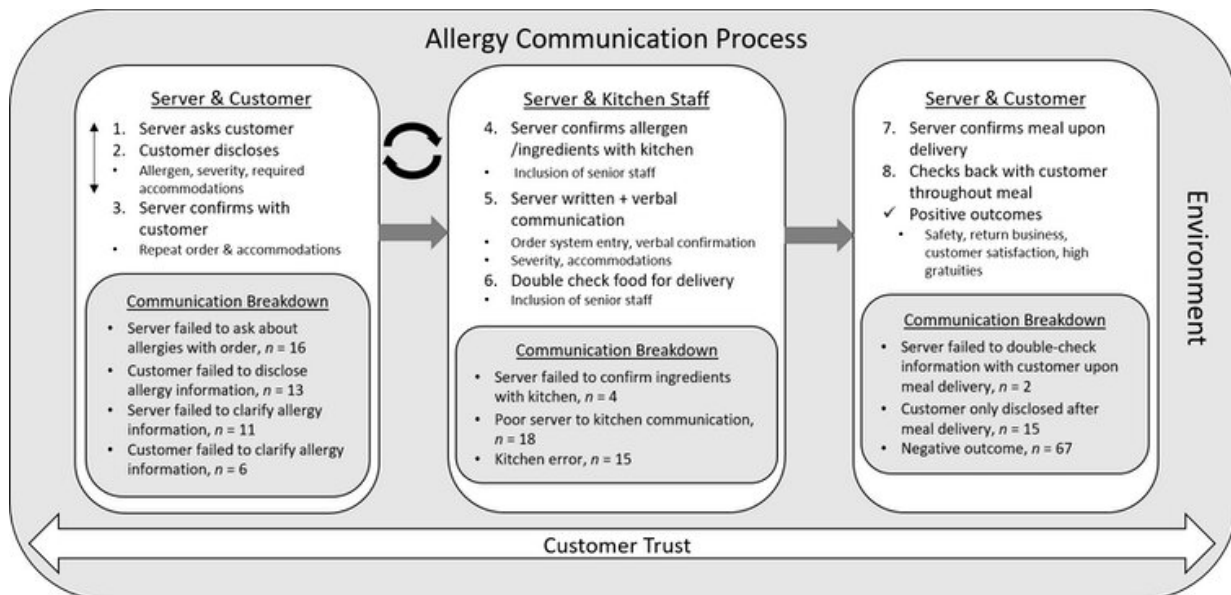 Allergy Communication Process
Server & Customer
1. Server asks customer
2. Customer discloses
• Allergen, severity, required
accommodations
3. Server confirms with
customer
• Repeat order & accommodations
Communication Breakdown
• Server failed to ask about
allergies with order, n = 16
• Customer failed to disclose
allergy information, n = 13
• Server failed to clarify allergy
information, n = 11
• Customer failed to clarify allergy
information, n = 6
Server & Kitchen Staff
4. Server confirms allergen
/ingredients with kitchen
• Inclusion of senior staff
5. Server written + verbal
communication
• Order system entry, verbal confirmation
• Severity, accommodations
6. Double check food for delivery
• Inclusion of senior staff
Communication Breakdown
• Server failed to confirm ingredients
with kitchen, n = 4
• Poor server to kitchen communication,
n = 18
• Kitchen error, n = 15
Server & Customer
7. Server confirms meal upon
delivery
8. Checks back with customer
throughout meal
✓ Positive outcomes
• Safety, return business,
customer satisfaction, high
gratuities
Communication Breakdown
• Server failed to double-check
information with customer upon
meal delivery, n = 2
• Customer only disclosed after
meal delivery, n = 15
• Negative outcome, n = 67
Environment
Customer Trust